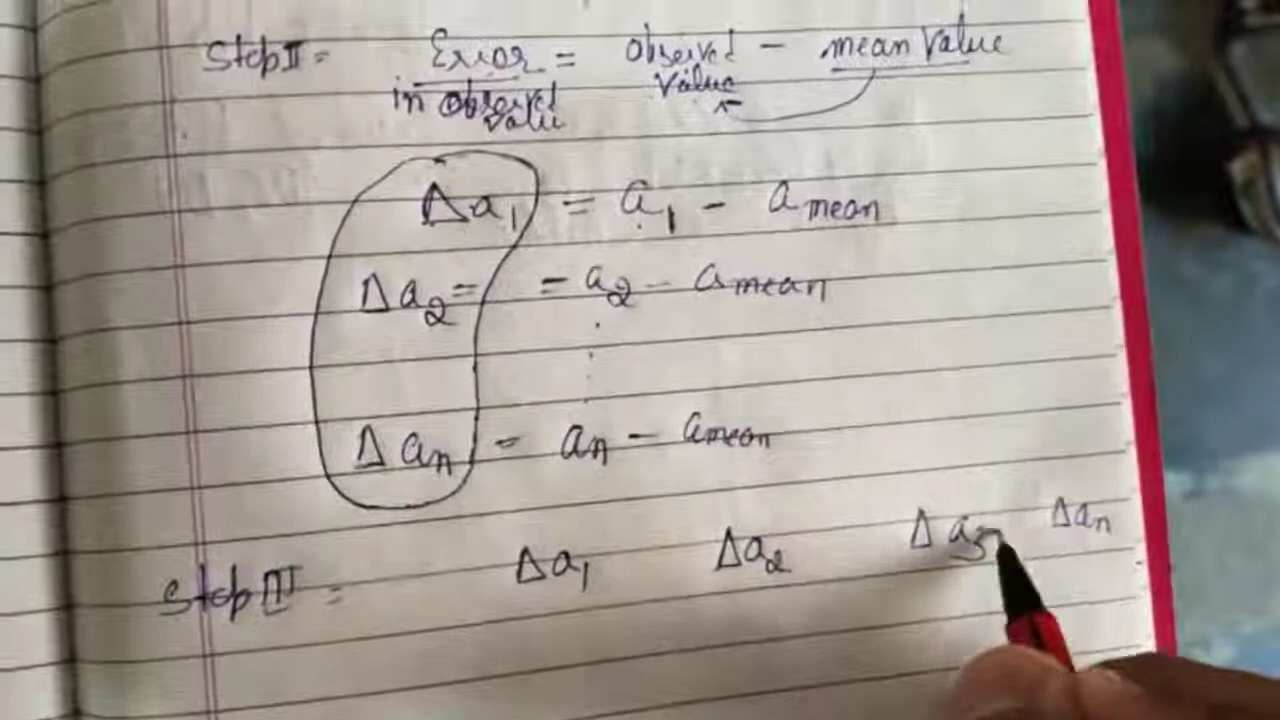 Step II = Error = observed - mean value
in observed value
value
Δa1 = a1 - amean
Δa2 = = a2 - amean
Δan = an - amean
Step III = Δa1 Δa2 Δa3 Δan